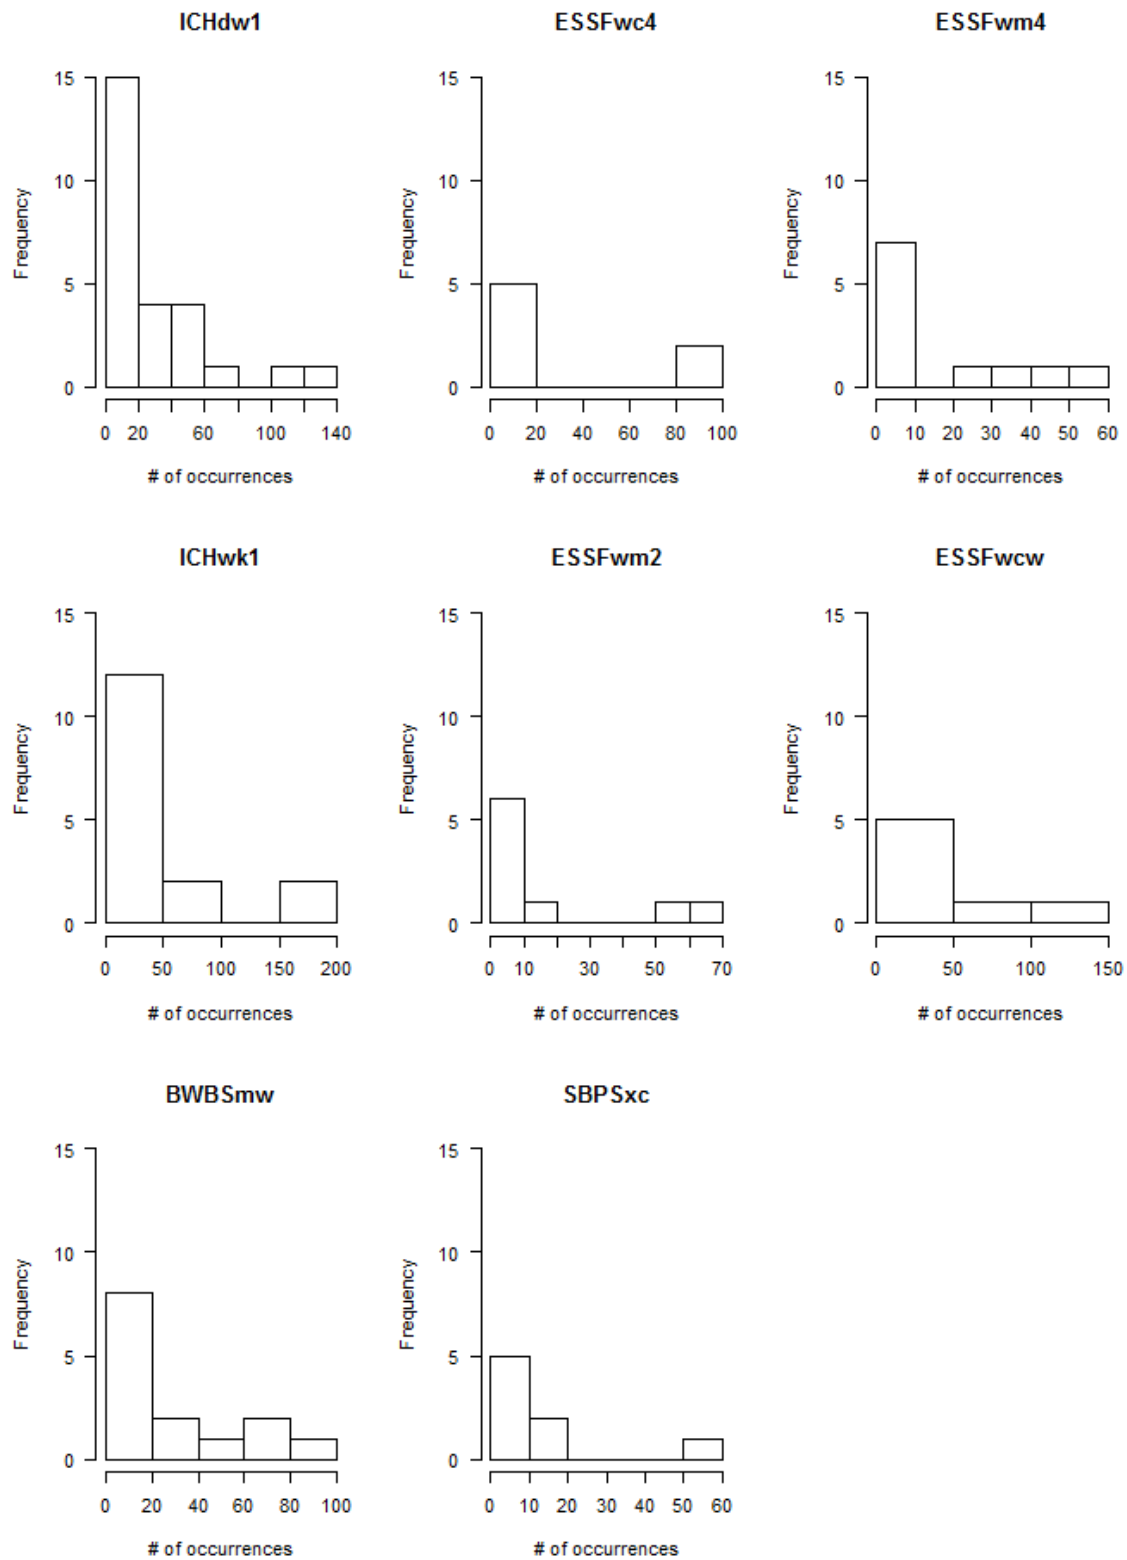 ICHdw1
ESSFwc4
ESSFwm4
15
10
5
0
Frequency
0 20 60 100 140
# of occurrences
15
10
5
0
Frequency
0 20 40 60 80 100
# of occurrences
15
10
5
0
Frequency
0 10 20 30 40 50 60
# of occurrences
ICHwk1
ESSFwm2
ESSFwcw
15
10
5
0
Frequency
0 50 100 150 200
# of occurrences
15
10
5
0
Frequency
0 10 30 50 70
# of occurrences
15
10
5
0
Frequency
0 50 100 150
# of occurrences
BWBSmw
SBPSxc
15
10
5
0
Frequency
0 20 40 60 80 100
# of occurrences
15
10
5
0
Frequency
0 10 20 30 40 50 60
# of occurrences